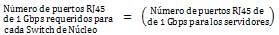 Número de puertos RJ45
de 1 Gbps requeridos para
cada Switch de Núcleo
=
( Número de puertos RJ45 de
de 1 Gbps para los servidores )